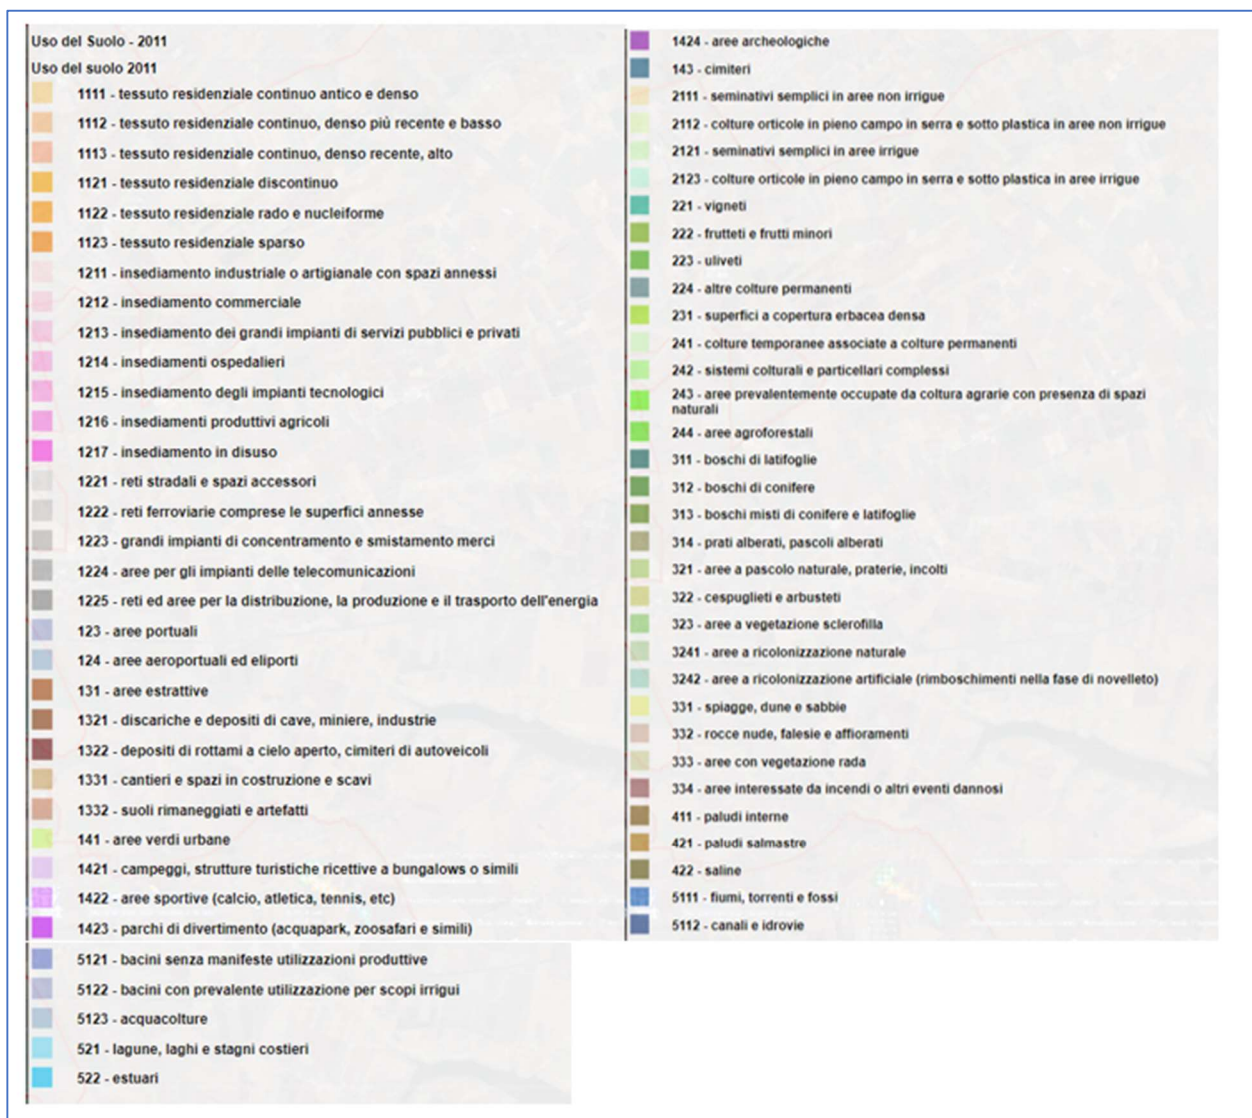 Uso del Suolo - 2011
Uso del suolo 2011
1111 - tessuto residenziale continuo antico e denso
1112 - tessuto residenziale continuo, denso più recente e basso
1113 - tessuto residenziale continuo, denso recente, alto
1121 - tessuto residenziale discontinuo
1122 - tessuto residenziale rado e nucleiforme
1123 - tessuto residenziale sparso
1211 - insediamento industriale o artigianale con spazi annessi
1212 - insediamento commerciale
1213 - insediamento dei grandi impianti di servizi pubblici e privati
1214 - insediamenti ospedalieri
1215 - insediamento degli impianti tecnologici
1216 - insediamenti produttivi agricoli
1217 - insediamento in disuso
1221 - reti stradali e spazi accessori
1222 - reti ferroviarie comprese le superfici annesse
1223 - grandi impianti di concentramento e smistamento merci
1224 - aree per gli impianti delle telecomunicazioni
1225 - reti ed aree per la distribuzione, la produzione e il trasporto dell'energia
123 - aree portuali
124 - aree aeroportuali ed eliporti
131 - aree estrattive
1321 - discariche e depositi di cave, miniere, industrie
1322 - depositi di rottami a cielo aperto, cimiteri di autoveicoli
1331 - cantieri e spazi in costruzione e scavi
1332 - suoli rimaneggiati e artefatti
141 - aree verdi urbane
1421 - campeggi, strutture turistiche ricettive a bungalows o simili
1422 - aree sportive (calcio, atletica, tennis, etc)
1423 - parchi di divertimento (acquapark, zoosafari e simili)
5121 - bacini senza manifeste utilizzazioni produttive
5122 - bacini con prevalente utilizzazione per scopi irrigui
5123 - acquacolture
521 - lagune, laghi e stagni costieri
522 - estuari
1424 - aree archeologiche
143 - cimiteri
2111 - seminativi semplici in aree non irrigue
2112 - colture orticole in pieno campo in serra e sotto plastica in aree non irrigue
2121 - seminativi semplici in aree irrigue
2123 - colture orticole in pieno campo in serra e sotto plastica in aree irrigue
221 - vigneti
222 - frutteti e frutti minori
223 - uliveti
224 - altre colture permanenti
231 - superfici a copertura erbacea densa
241 - colture temporanee associate a colture permanenti
242 - sistemi colturali e particellari complessi
243 - aree prevalentemente occupate da coltura agrarie con presenza di spazi
naturali
244 - aree agroforestali
311 - boschi di latifoglie
312 - boschi di conifere
313 - boschi misti di conifere e latifoglie
314 - prati alberati, pascoli alberati
321 - aree a pascolo naturale, praterie, incolti
322 - cespuglieti e arbusteti
323 - aree a vegetazione sclerofilla
3241 - aree a ricolonizzazione naturale
3242 - aree a ricolonizzazione artificiale (rimboschimenti nella fase di novelleto)
331 - spiagge, dune e sabbie
332 - rocce nude, falesie e affioramenti
333 - aree con vegetazione rada
334 - aree interessate da incendi o altri eventi dannosi
411 - paludi interne
421 - paludi salmastre
422 - saline
5111 - fiumi, torrenti e fossi
5112 - canali e idrovie